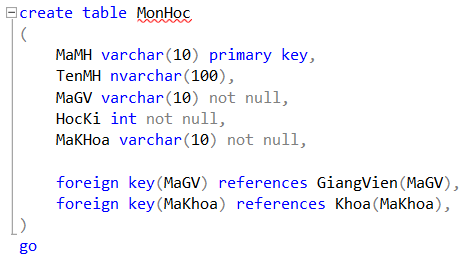 create table MonHoc
(
MaMH varchar(10) primary key,
TenMH nvarchar(100),
MaGV varchar(10) not null,
HocKi int not null,
MaKHoa varchar(10) not null,
foreign key(MaGV) references GiangVien(MaGV),
foreign key(MaKhoa) references Khoa(MaKhoa),
)
go